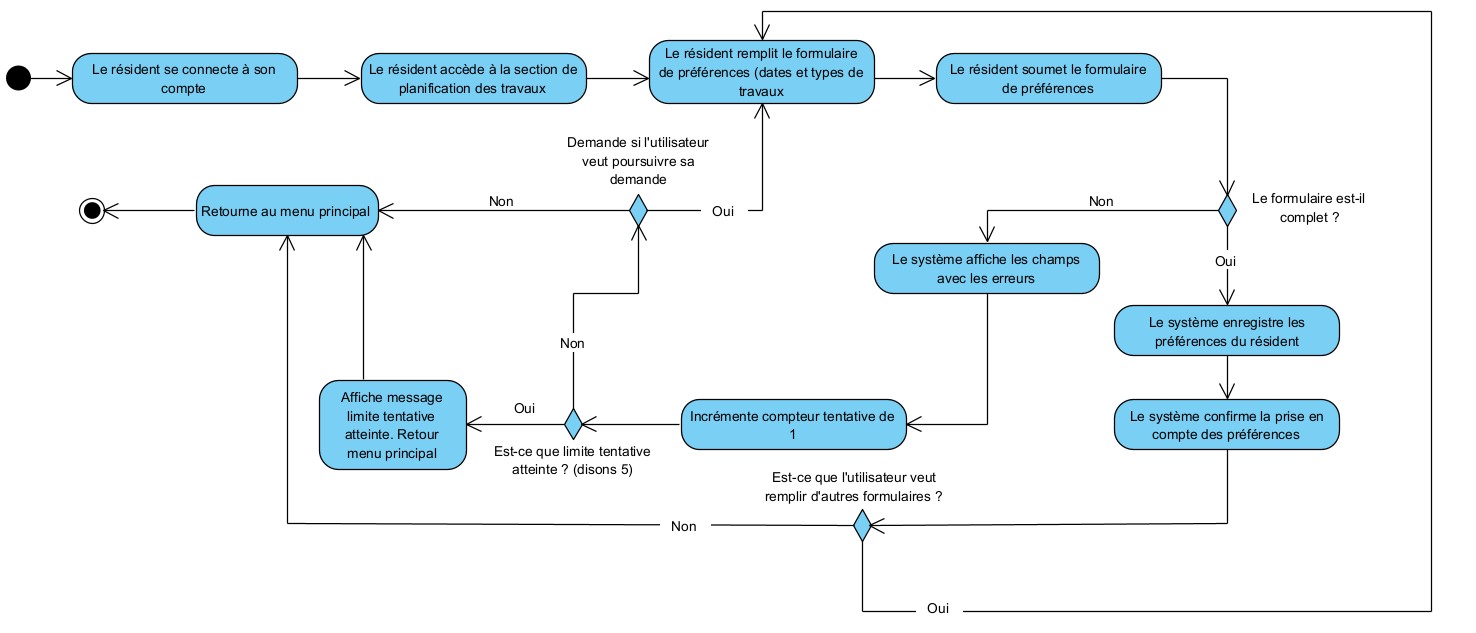 Le résident se connecte à son
compte
Le résident accède à la section de
planification des travaux
Le résident remplit le formulaire
de préférences (dates et types de
travaux
Le résident soumet le formulaire
de préférences
Demande si l'utilisateur
veut poursuivre sa
demande
Retourne au menu principal
Non
Oui
Non
Le formulaire est-il
complet ?
Le système affiche les champs
avec les erreurs
Oui
Le système enregistre les
préférences du résident
Non
Affiche message
limite tentative
atteinte. Retour
menu principal
Oui
Est-ce que limite tentative
atteinte ? (disons 5)
Incrémente compteur tentative de
1
Le système confirme la prise en
compte des préférences
Est-ce que l'utilisateur veut
remplir d'autres formulaires ?
Non
Oui